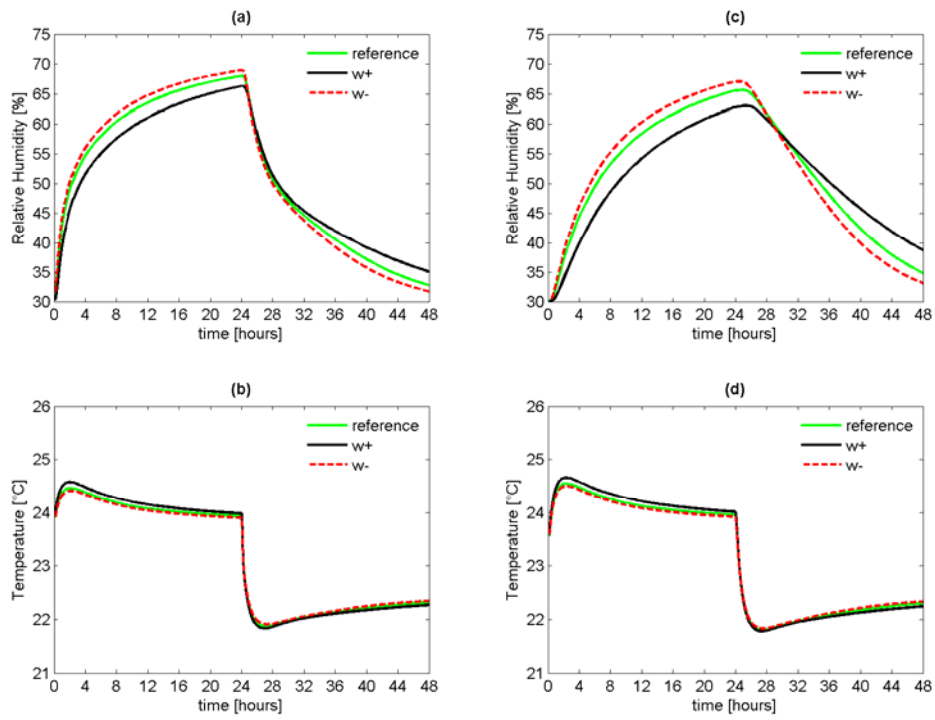 (a)
75
70
65
60
55
50
45
40
35
30
Relative Humidity [%]
reference
w+
w-
0 4 8 12 16 20 24 28 32 36 40 44 48
time [hours]
(c)
75
70
65
60
55
50
45
40
35
30
Relative Humidity [%]
reference
w+
w-
0 4 8 12 16 20 24 28 32 36 40 44 48
time [hours]
(b)
26
25
24
23
22
21
Temperature [°C]
reference
w+
w-
0 4 8 12 16 20 24 28 32 36 40 44 48
time [hours]
(d)
26
25
24
23
22
21
Temperature [°C]
reference
w+
w-
0 4 8 12 16 20 24 28 32 36 40 44 48
time [hours]